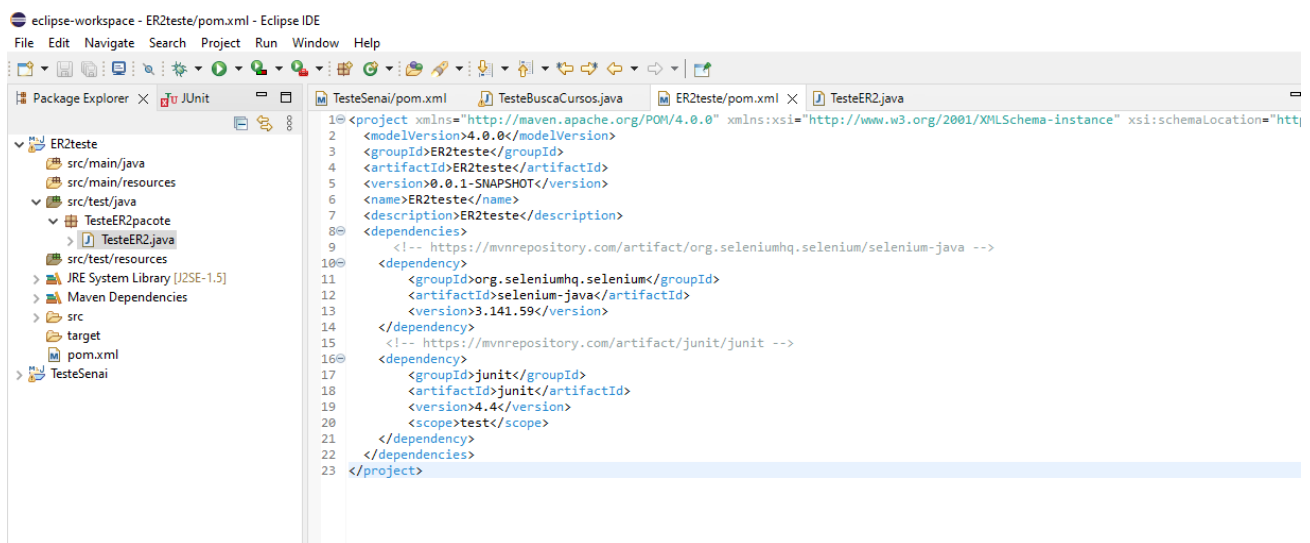 eclipse-workspace - ER2teste/pom.xml - Eclipse IDE
File Edit Navigate Search Project Run Window Help
Package Explorer JUnit
TesteSenai/pom.xml TesteBuscaCursos.java ER2teste/pom.xml TesteER2.java
ER2teste
src/main/java
src/main/resources
src/test/java
TesteER2pacote
TesteER2.java
src/test/resources
JRE System Library [J2SE-1.5]
Maven Dependencies
src
target
pom.xml
TesteSenai
1 <project xmlns="http://maven.apache.org/POM/4.0.0" xmlns:xsi="http://www.w3.org/2001/XMLSchema-instance" xsi:schemaLocation="http
2 <modelVersion>4.0.0</modelVersion>
3 <groupId>ER2teste</groupId>
4 <artifactId>ER2teste</artifactId>
5 <version>0.0.1-SNAPSHOT</version>
6 <name>ER2teste</name>
7 <description>ER2teste</description>
8 <dependencies>
9 <!-- https://mvnrepository.com/artifact/org.seleniumhq.selenium/selenium-java -->
10 <dependency>
11 <groupId>org.seleniumhq.selenium</groupId>
12 <artifactId>selenium-java</artifactId>
13 <version>3.141.59</version>
14 </dependency>
15 <!-- https://mvnrepository.com/artifact/junit/junit -->
16 <dependency>
17 <groupId>junit</groupId>
18 <artifactId>junit</artifactId>
19 <version>4.4</version>
20 <scope>test</scope>
21 </dependency>
22 </dependencies>
23 </project>